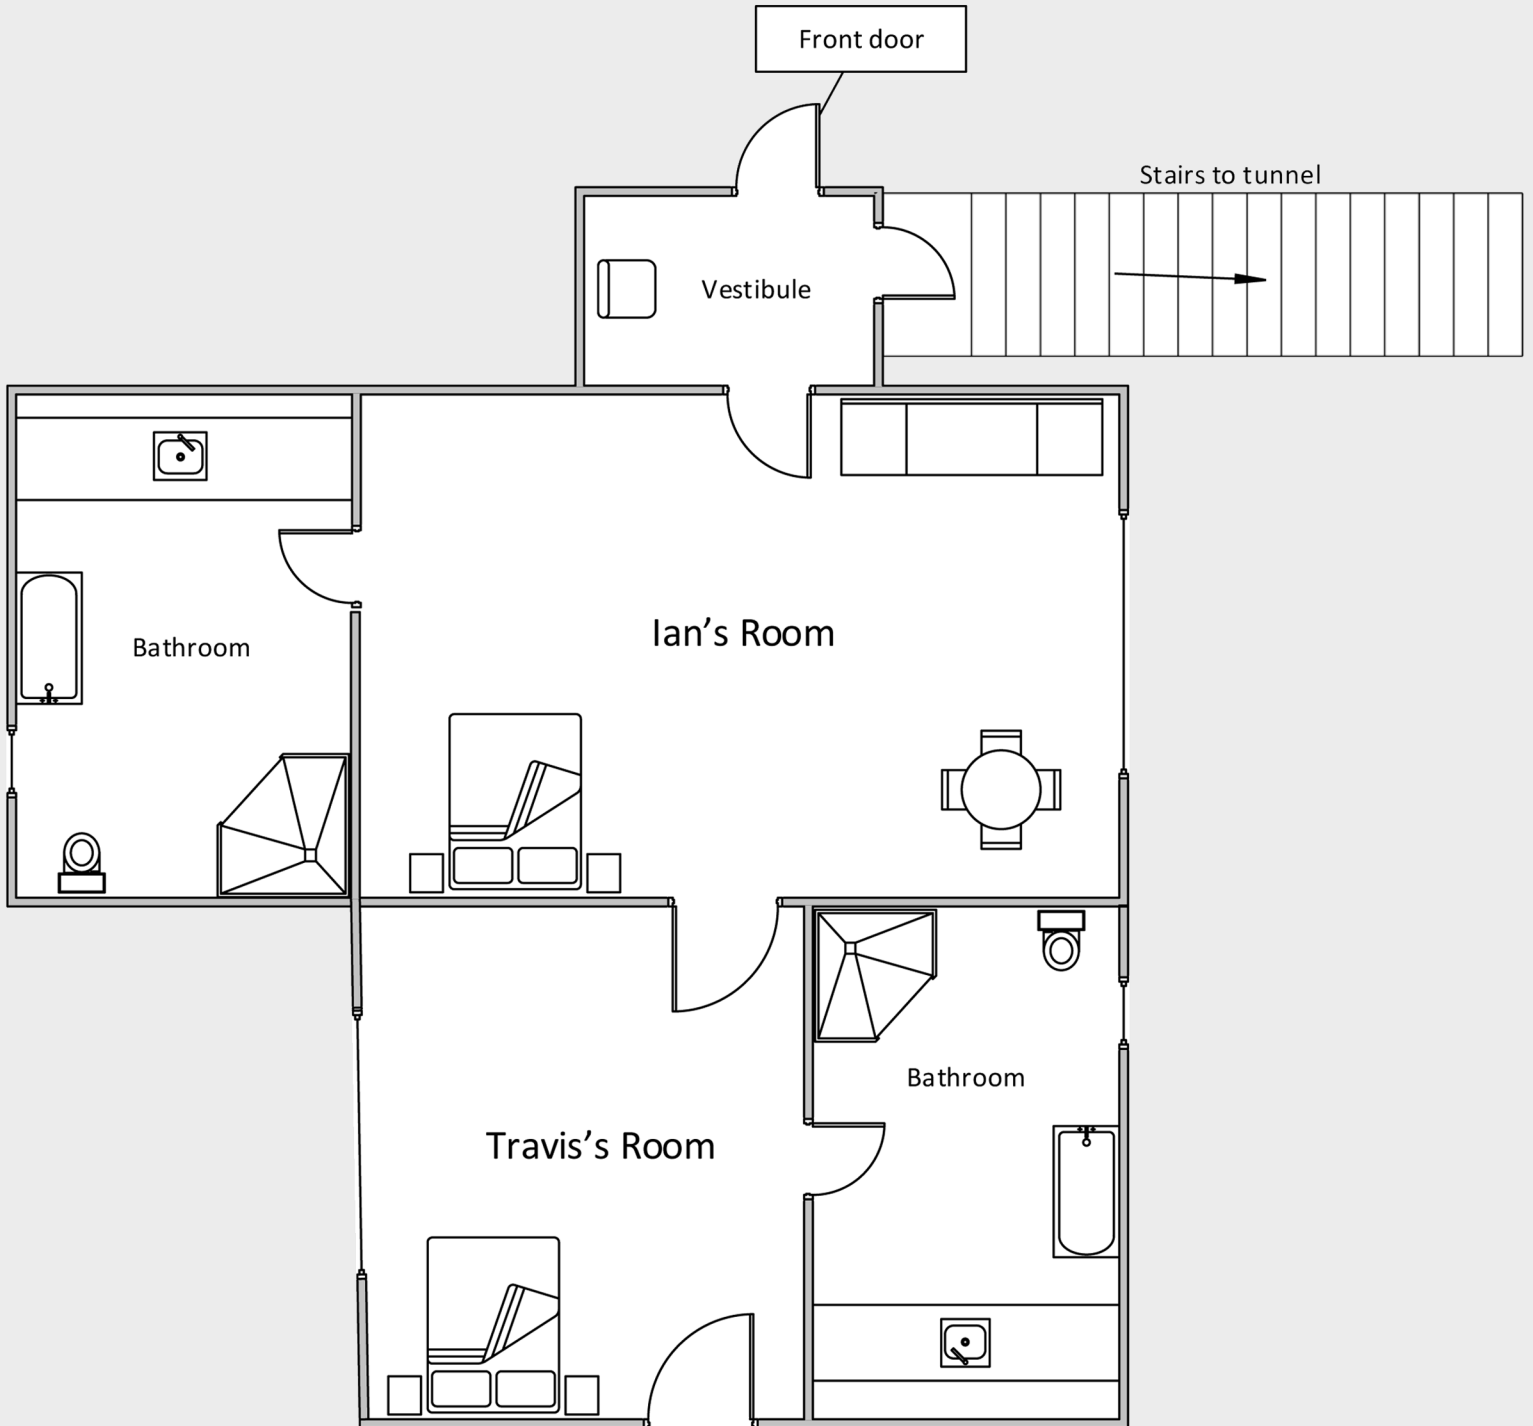 Front door
Stairs to tunnel
Vestibule
Ian’s Room
Bathroom
Bathroom
Travis’s Room